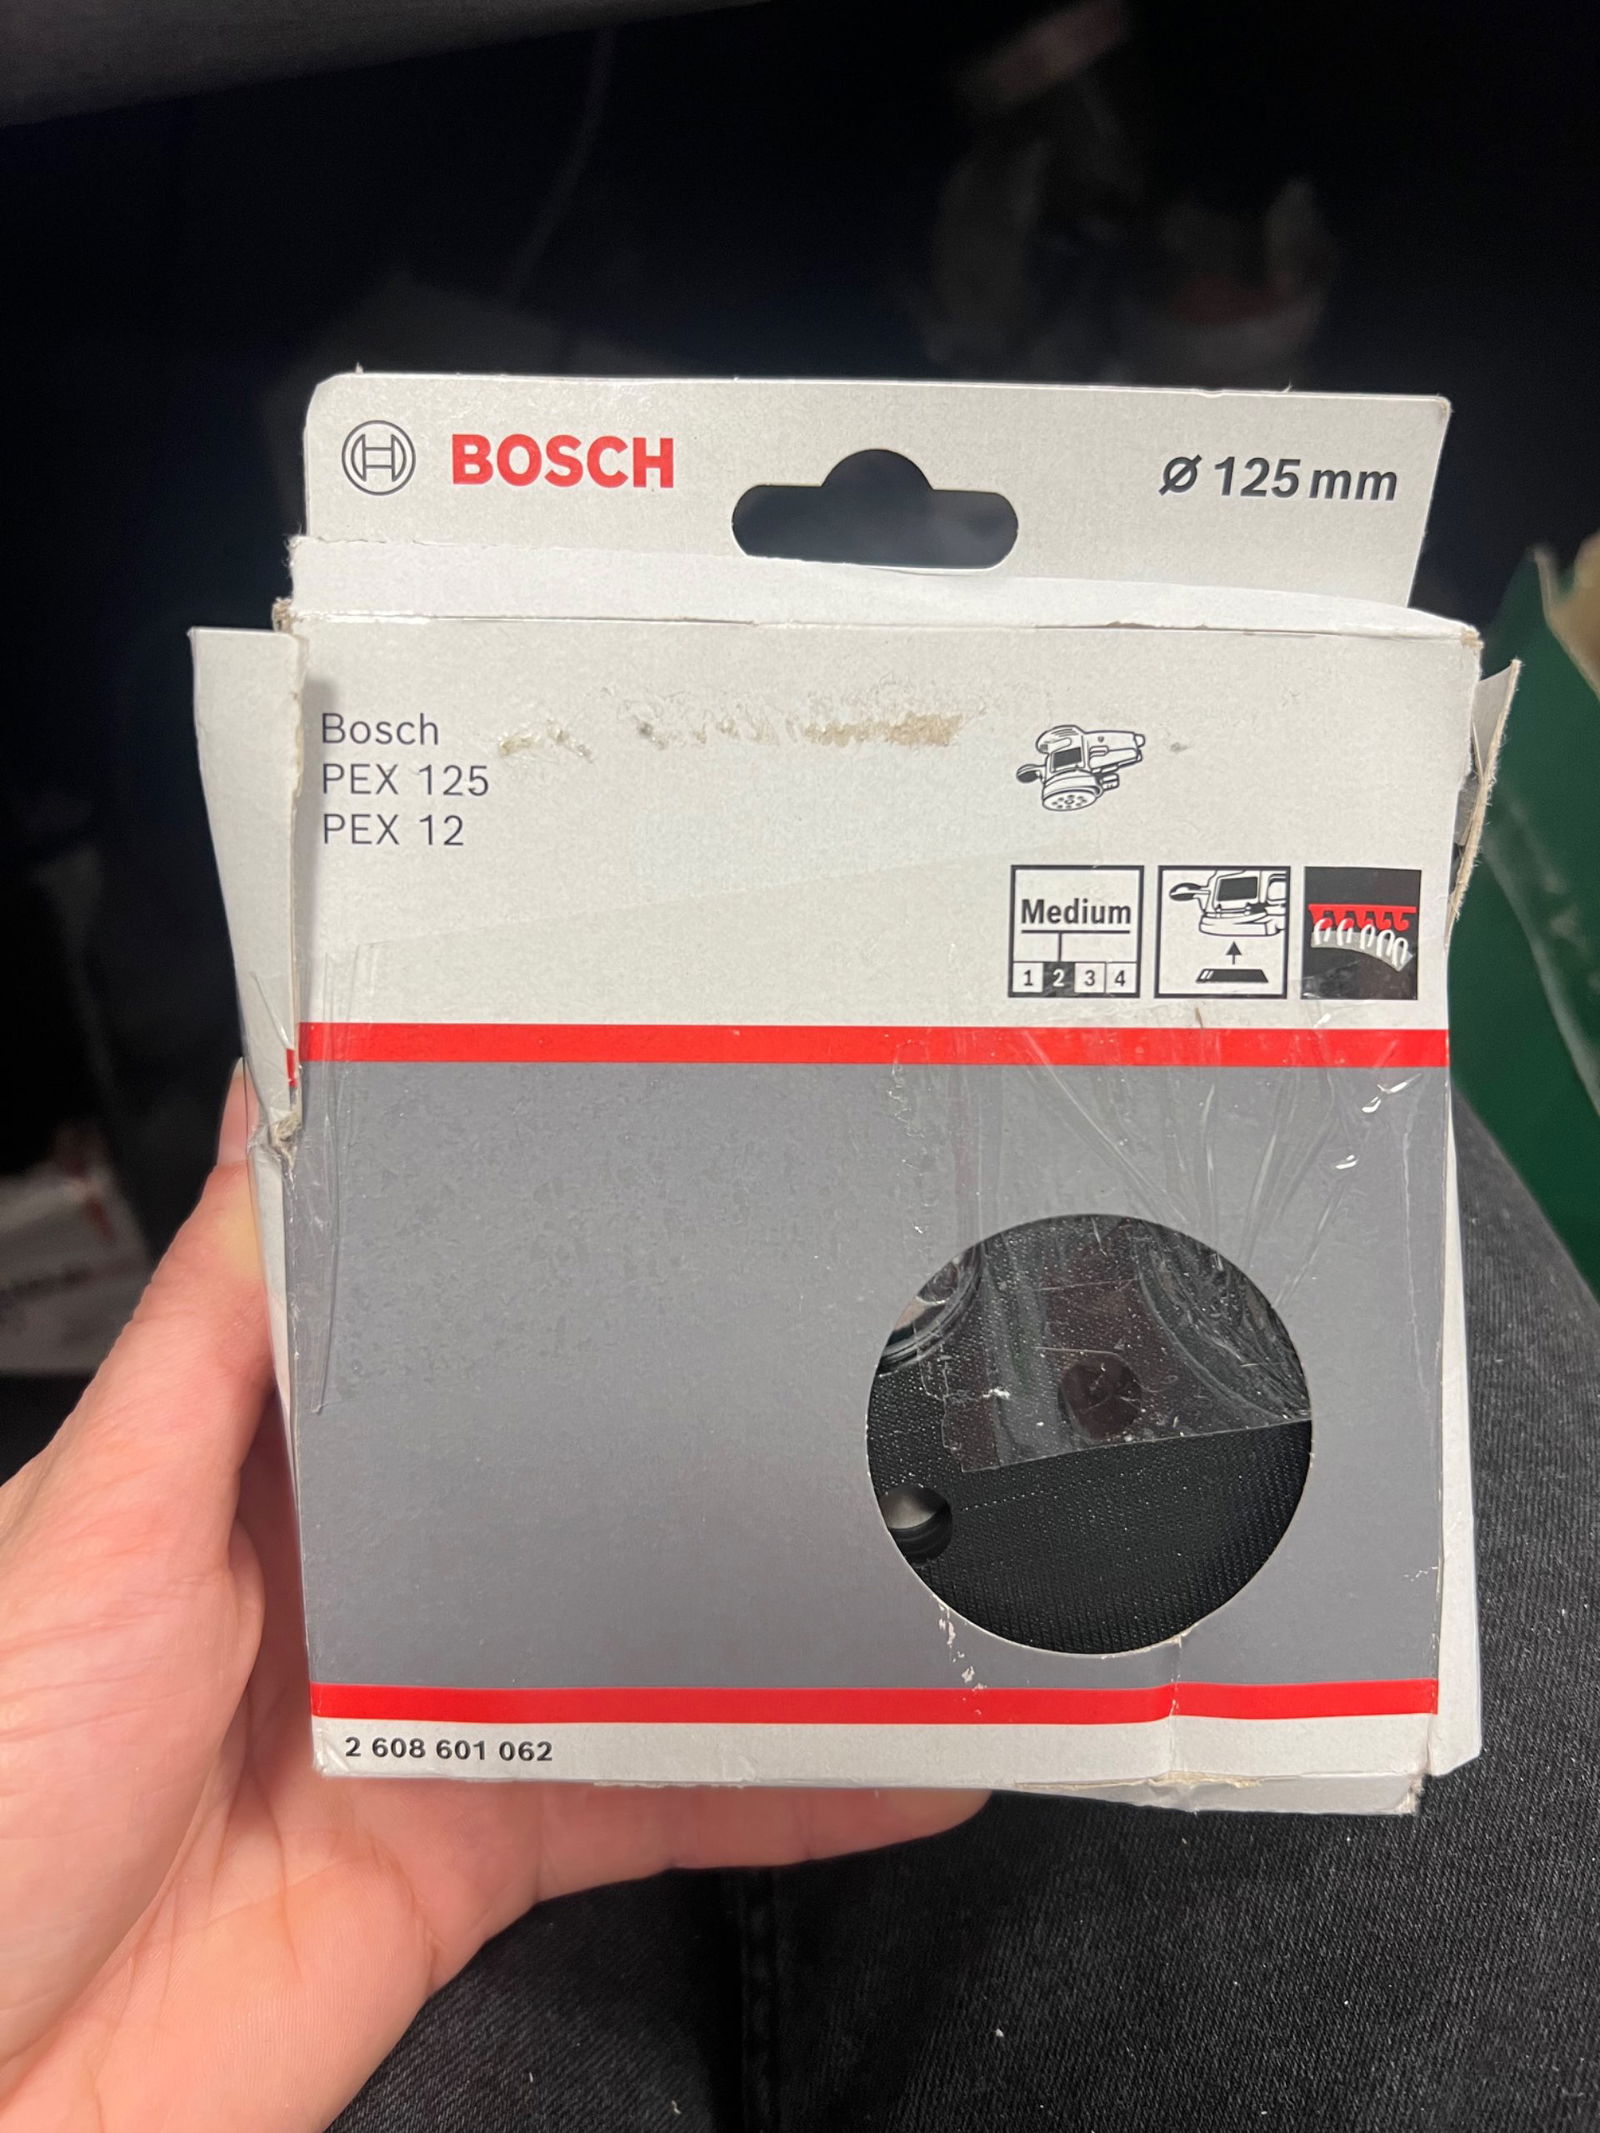 BOSCH
Ø 125 mm
Bosch
PEX 125
PEX 12
Medium
1 2 3 4
2 608 601 062